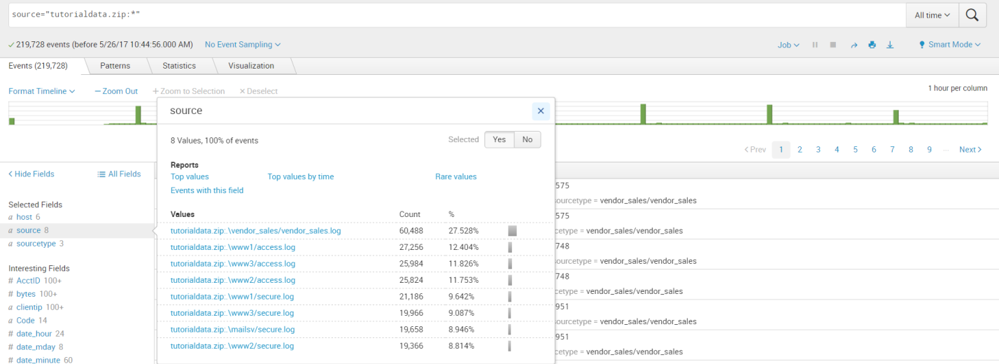 source="tutorialdata.zip:*"
All time
219,728 events (before 5/26/17 10:44:56.000 AM) No Event Sampling
Job
Smart Mode
Events (219,728) Patterns Statistics Visualization
Format Timeline — Zoom Out + Zoom to Selection × Deselect
1 hour per column
source
8 Values, 100% of events
Selected Yes No
< Prev 1 2 3 4 5 6 7 8 9 ... Next >
Reports
Top values Top values by time Rare values
Events with this field
Values Count %
tutorialdata.zip:.\vendor_sales/vendor_sales.log 60,488 27.528%
tutorialdata.zip:.\www1/access.log 27,256 12.404%
tutorialdata.zip:.\www3/access.log 25,984 11.826%
tutorialdata.zip:.\www2/access.log 25,824 11.753%
tutorialdata.zip:.\www1/secure.log 21,186 9.642%
tutorialdata.zip:.\www3/secure.log 19,966 9.087%
tutorialdata.zip:.\mailsv/secure.log 19,658 8.946%
tutorialdata.zip:.\www2/secure.log 19,366 8.814%
< Hide Fields All Fields
Selected Fields
a host 6
a source 8
a sourcetype 3
Interesting Fields
# AcctID 100+
# bytes 100+
a clientip 100+
a Code 14
# date_hour 24
# date_mday 8
# date_minute 60
575
sourcetype = vendor_sales/vendor_sales
575
cetype = vendor_sales/vendor_sales
748
sourcetype = vendor_sales/vendor_sales
748
cetype = vendor_sales/vendor_sales
951
sourcetype = vendor_sales/vendor_sales
951
cetype = vendor_sales/vendor_sales